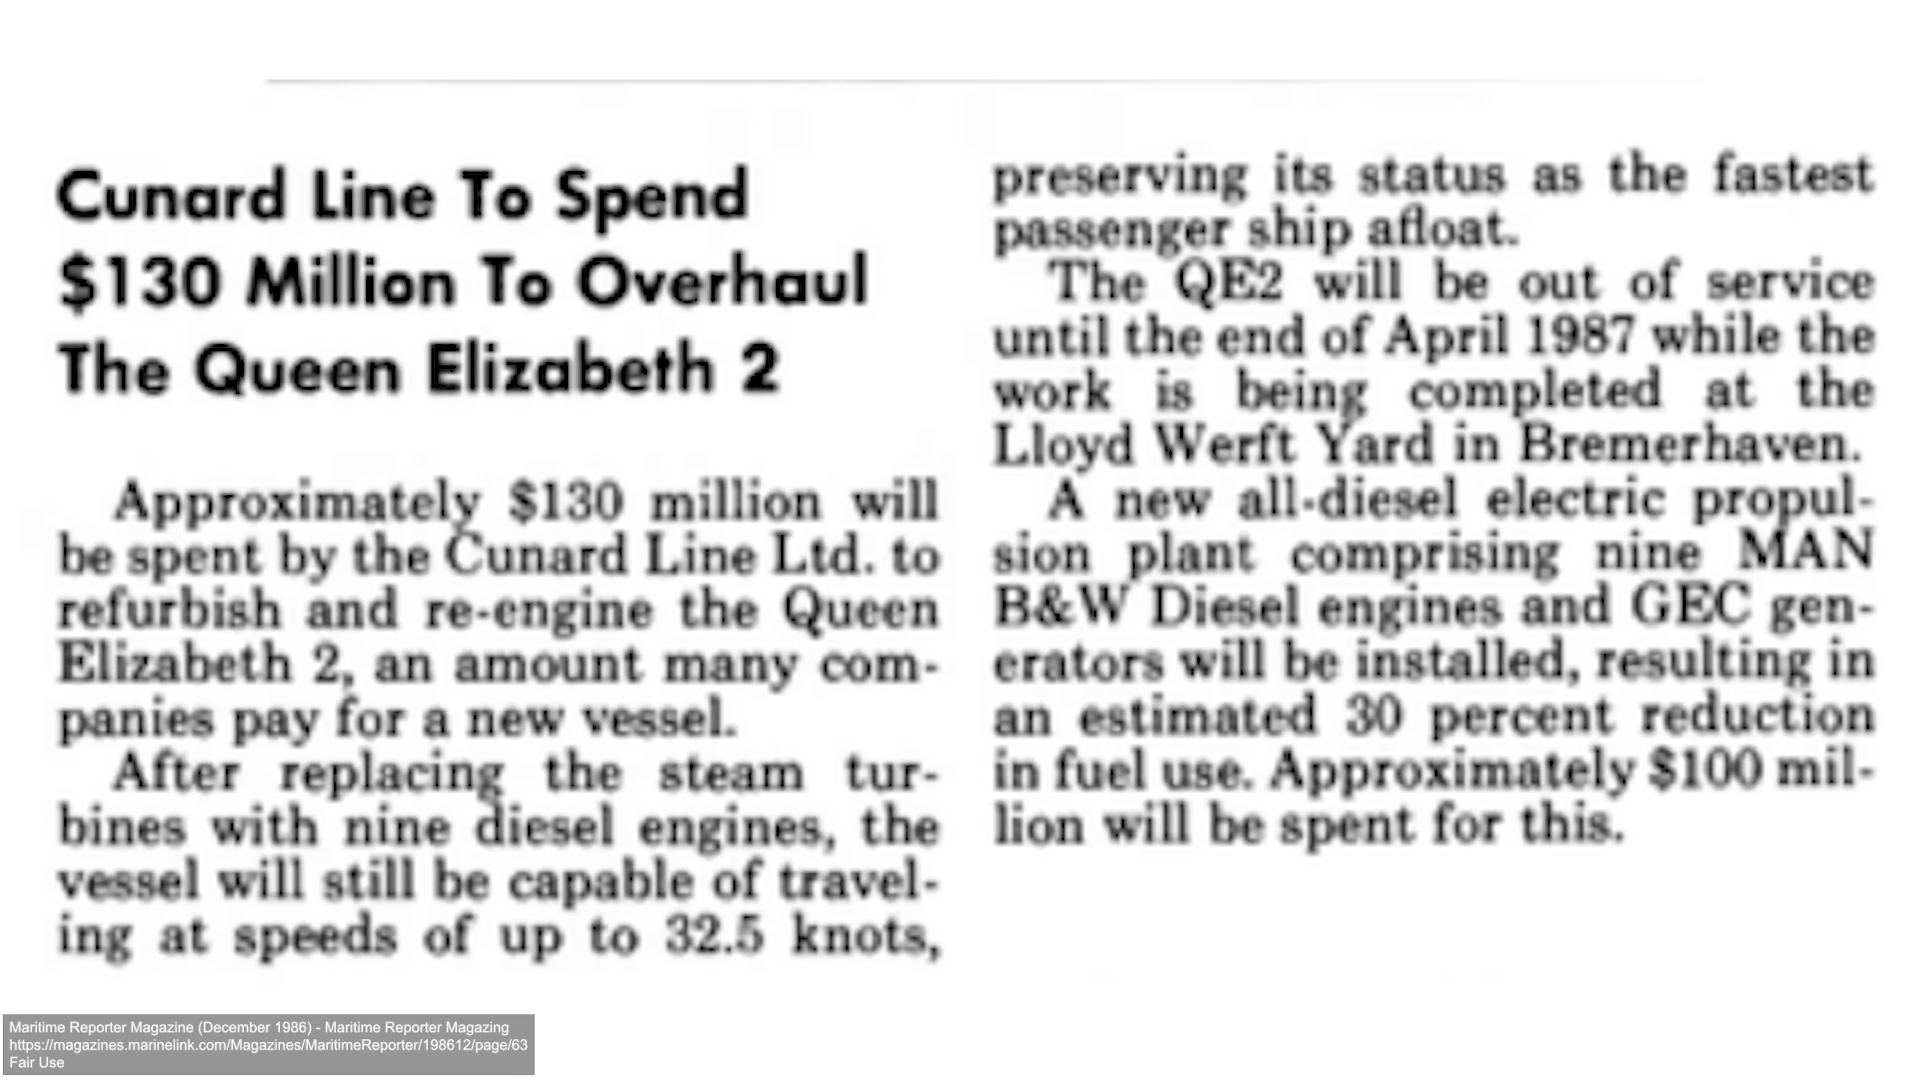 Cunard Line To Spend
$130 Million To Overhaul
The Queen Elizabeth 2
Approximately $130 million will
be spent by the Cunard Line Ltd. to
refurbish and re-engine the Queen
Elizabeth 2, an amount many com-
panies pay for a new vessel.
After replacing the steam tur-
bines with nine diesel engines, the
vessel will still be capable of travel-
ing at speeds of up to 32.5 knots,
preserving its status as the fastest
passenger ship afloat.
The QE2 will be out of service
until the end of April 1987 while the
work is being completed at the
Lloyd Werft Yard in Bremerhaven.
A new all-diesel electric propul-
sion plant comprising nine MAN
B&W Diesel engines and GEC gen-
erators will be installed, resulting in
an estimated 30 percent reduction
in fuel use. Approximately $100 mil-
lion will be spent for this.
Maritime Reporter Magazine (December 1986) - Maritime Reporter Magazing
https://magazines.marinelink.com/Magazines/MaritimeReporter/198612/page/63
Fair Use